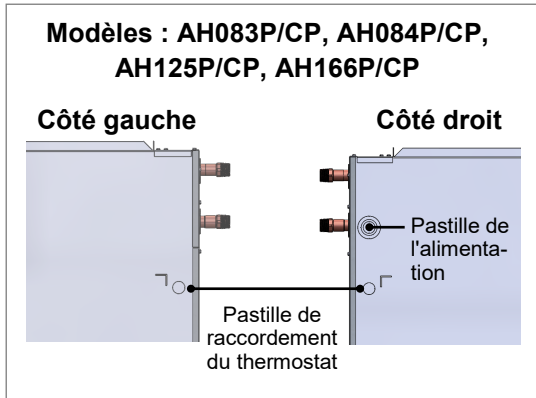 Modèles : AH083P/CP, AH084P/CP,
AH125P/CP, AH166P/CP
Côté gauche
Côté droit
Pastille de
l'alimenta-
tion
Pastille de
raccordement
du thermostat